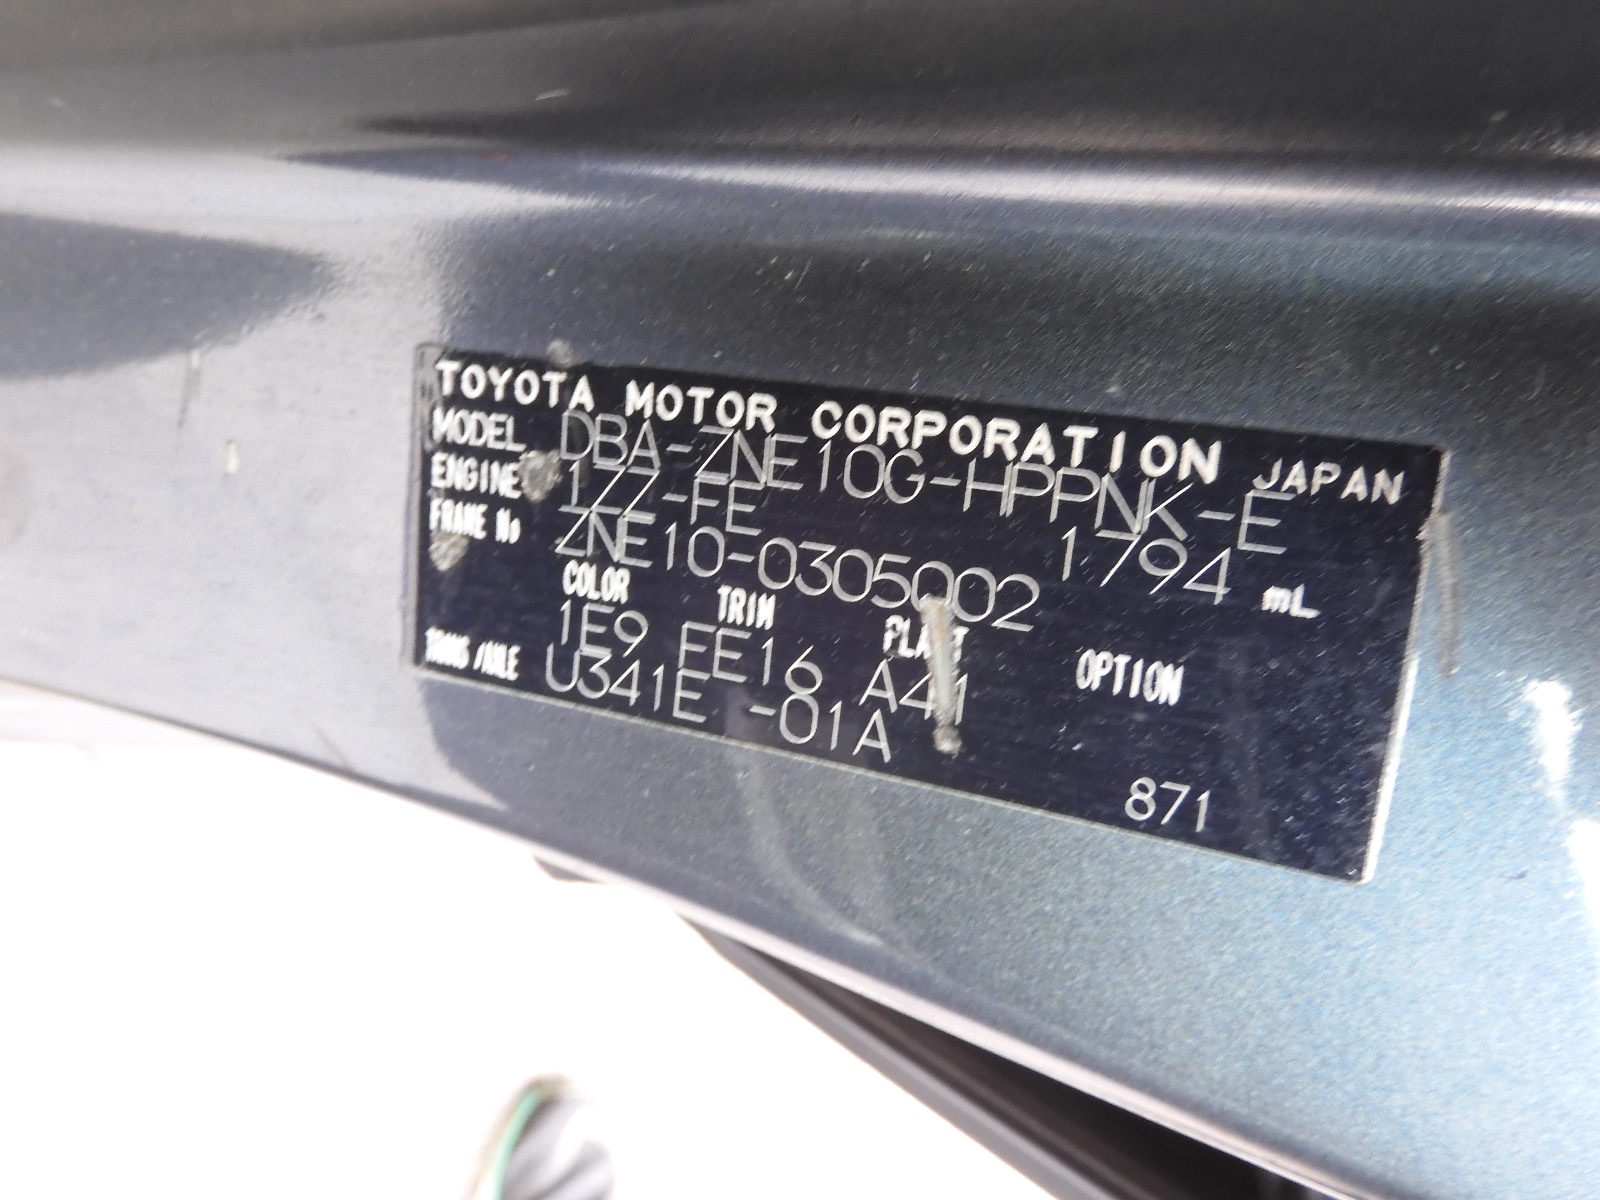 TOYOTA MOTOR CORPORATION JAPAN
MODEL DBA-ZNE10G-HPPNK-E
ENGINE 1ZZ-FE 1794 mL
FRAME No ZNE10-0305002
COLOR TRIM PLANT OPTION
1E9 EE16 A41
TRANS/AXLE U341E -01A
871